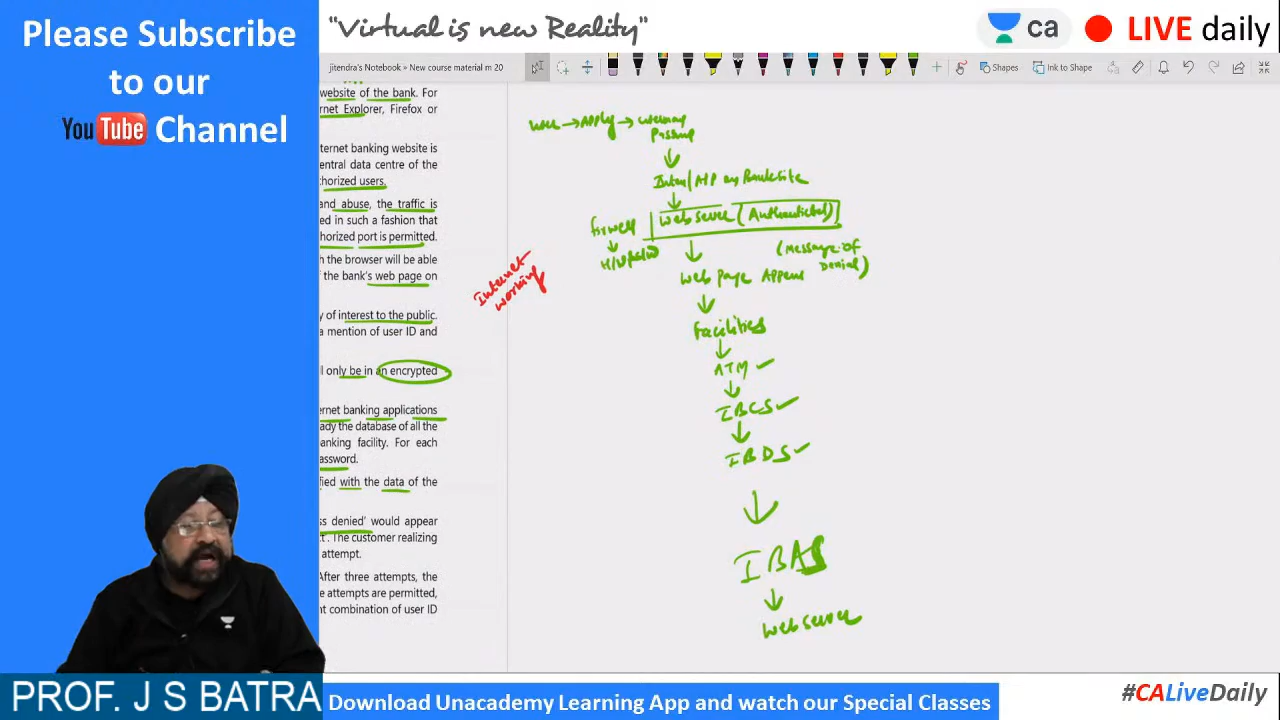 Please Subscribe
to our
YouTube Channel
"Virtual is new Reality"
ca
LIVE daily
jitendra's Notebook » New course material m 20
Shapes
Ink to Shape
website of the bank. For
rnet Explorer, Firefox or
ternet banking website is
entral data centre of the
horized users.
and abuse, the traffic is
ed in such a fashion that
horized port is permitted.
h the browser will be able
f the bank's web page on
y of interest to the public.
a mention of user ID and
l only be in an encrypted
rnet banking applications
ady the database of all the
anking facility. For each
assword.
fied with the data of the
ss denied' would appear
t'. The customer realizing
attempt.
After three attempts, the
e attempts are permitted,
nt combination of user ID
Internet
working
→ Apply →
Web server (
(Message of
Denial)
Web page
Facilities
ATM
IBCS
IBDS
IBAS
Web server
PROF. J S BATRA
Download Unacademy Learning App and watch our Special Classes
#CALiveDaily